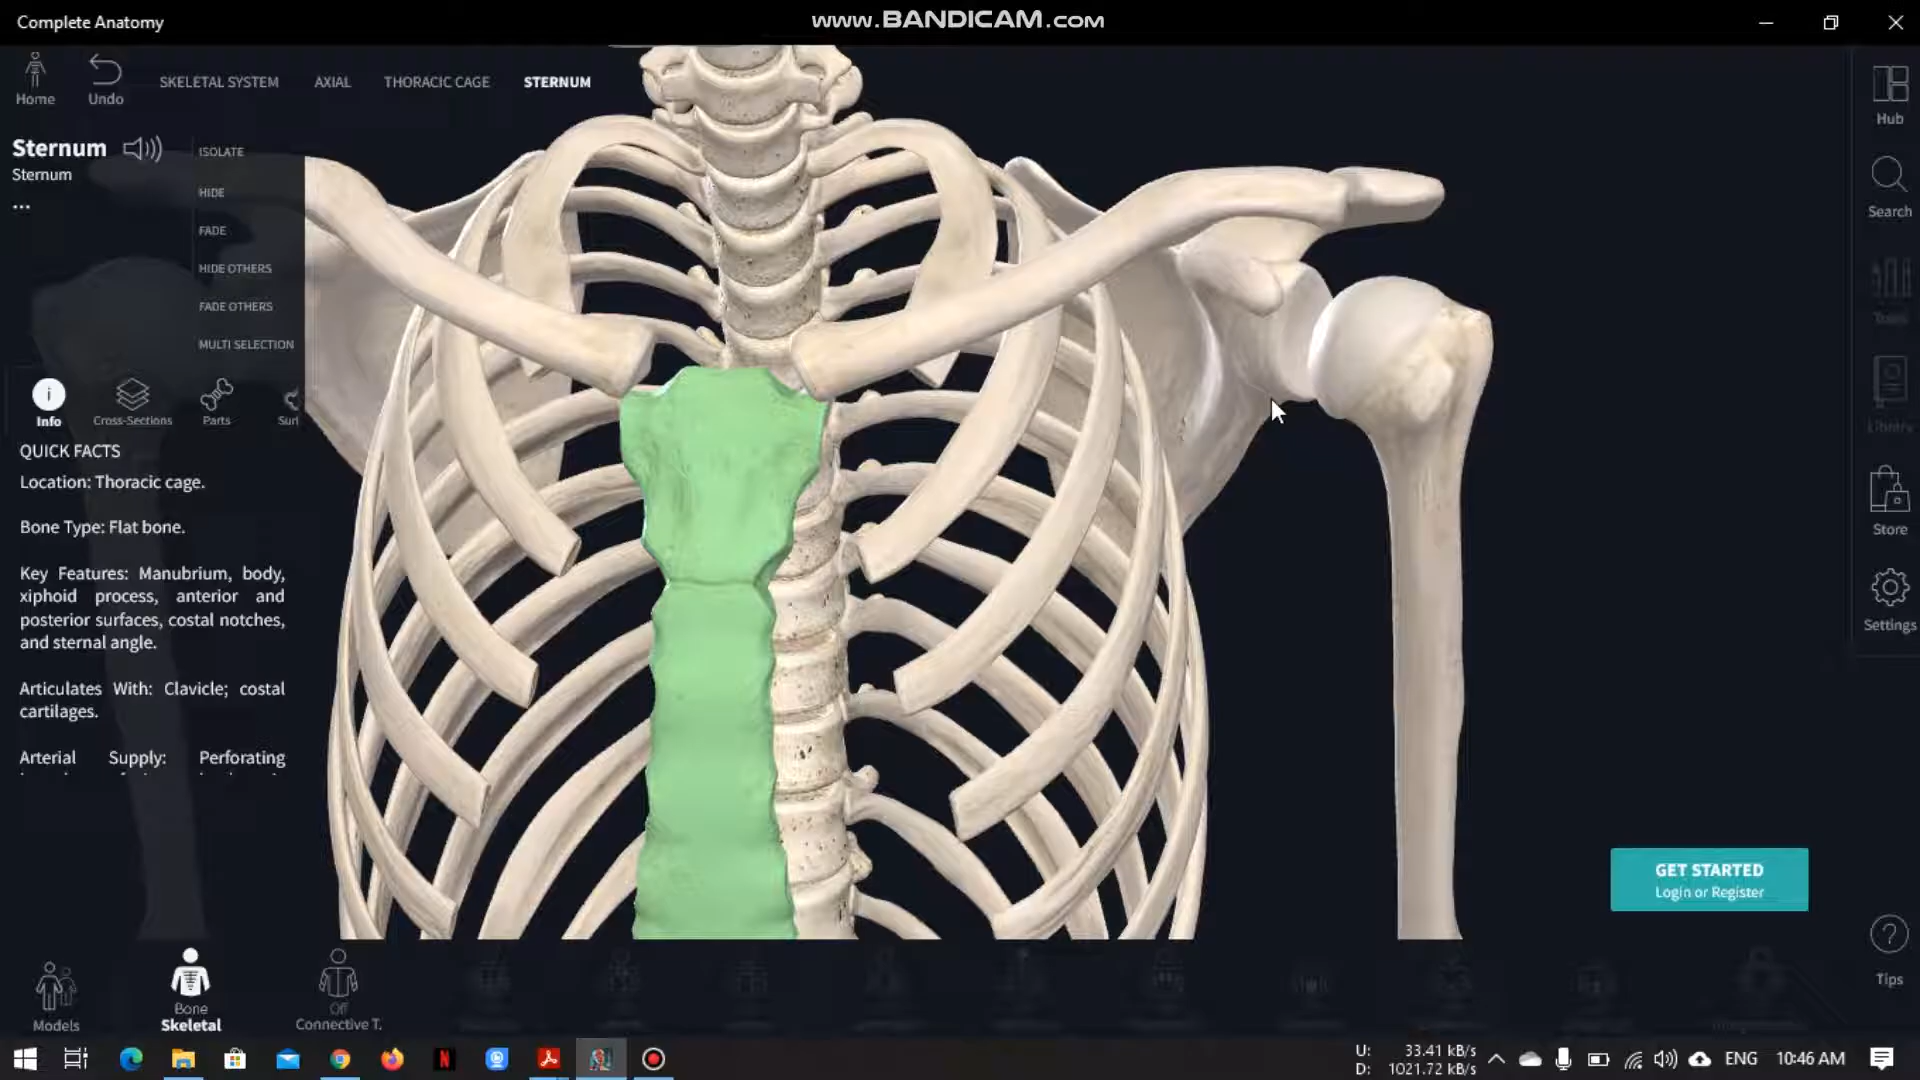 Complete Anatomy
www.BANDICAM.com
Home
Undo
SKELETAL SYSTEM
AXIAL
THORACIC CAGE
STERNUM
Hub
Sternum
Sternum
...
ISOLATE
HIDE
FADE
HIDE OTHERS
FADE OTHERS
MULTI SELECTION
Search
Tools
Library
Store
Settings
Info
Cross-Sections
Parts
Suri
QUICK FACTS
Location: Thoracic cage.
Bone Type: Flat bone.
Key Features: Manubrium, body,
xiphoid process, anterior and
posterior surfaces, costal notches,
and sternal angle.
Articulates With: Clavicle; costal
cartilages.
Arterial Supply: Perforating
GET STARTED
Login or Register
Tips
Models
Bone
Skeletal
Off
Connective T.
U: 33.41 kB/s
D: 1021.72 kB/s
ENG
10:46 AM